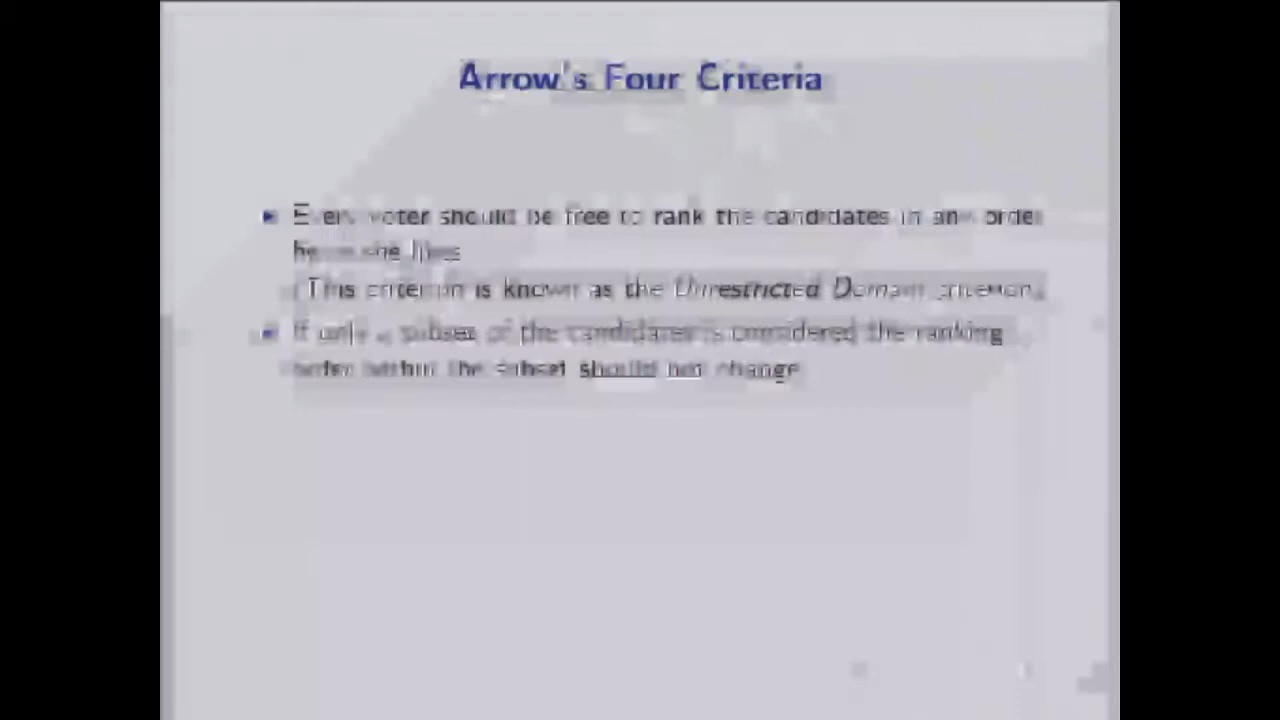 Arrow's Four Criteria
Every voter should be free to rank the candidates in any order
he or she likes
This criterion is known as the Unrestricted Domain criterion.
If only a subset of the candidates is considered the ranking
order within the subset should not change